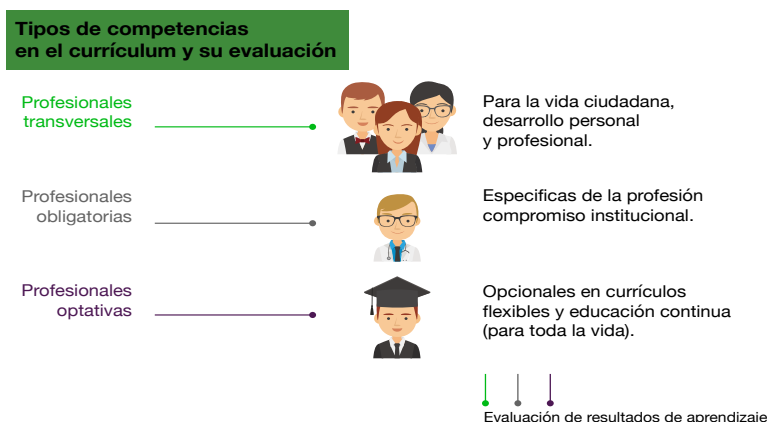 Tipos de competencias
en el currículum y su evaluación
Profesionales
transversales
Para la vida ciudadana,
desarrollo personal
y profesional.
Profesionales
obligatorias
Especificas de la profesión
compromiso institucional.
Profesionales
optativas
Opcionales en currículos
flexibles y educación continua
(para toda la vida).
Evaluación de resultados de aprendizaje